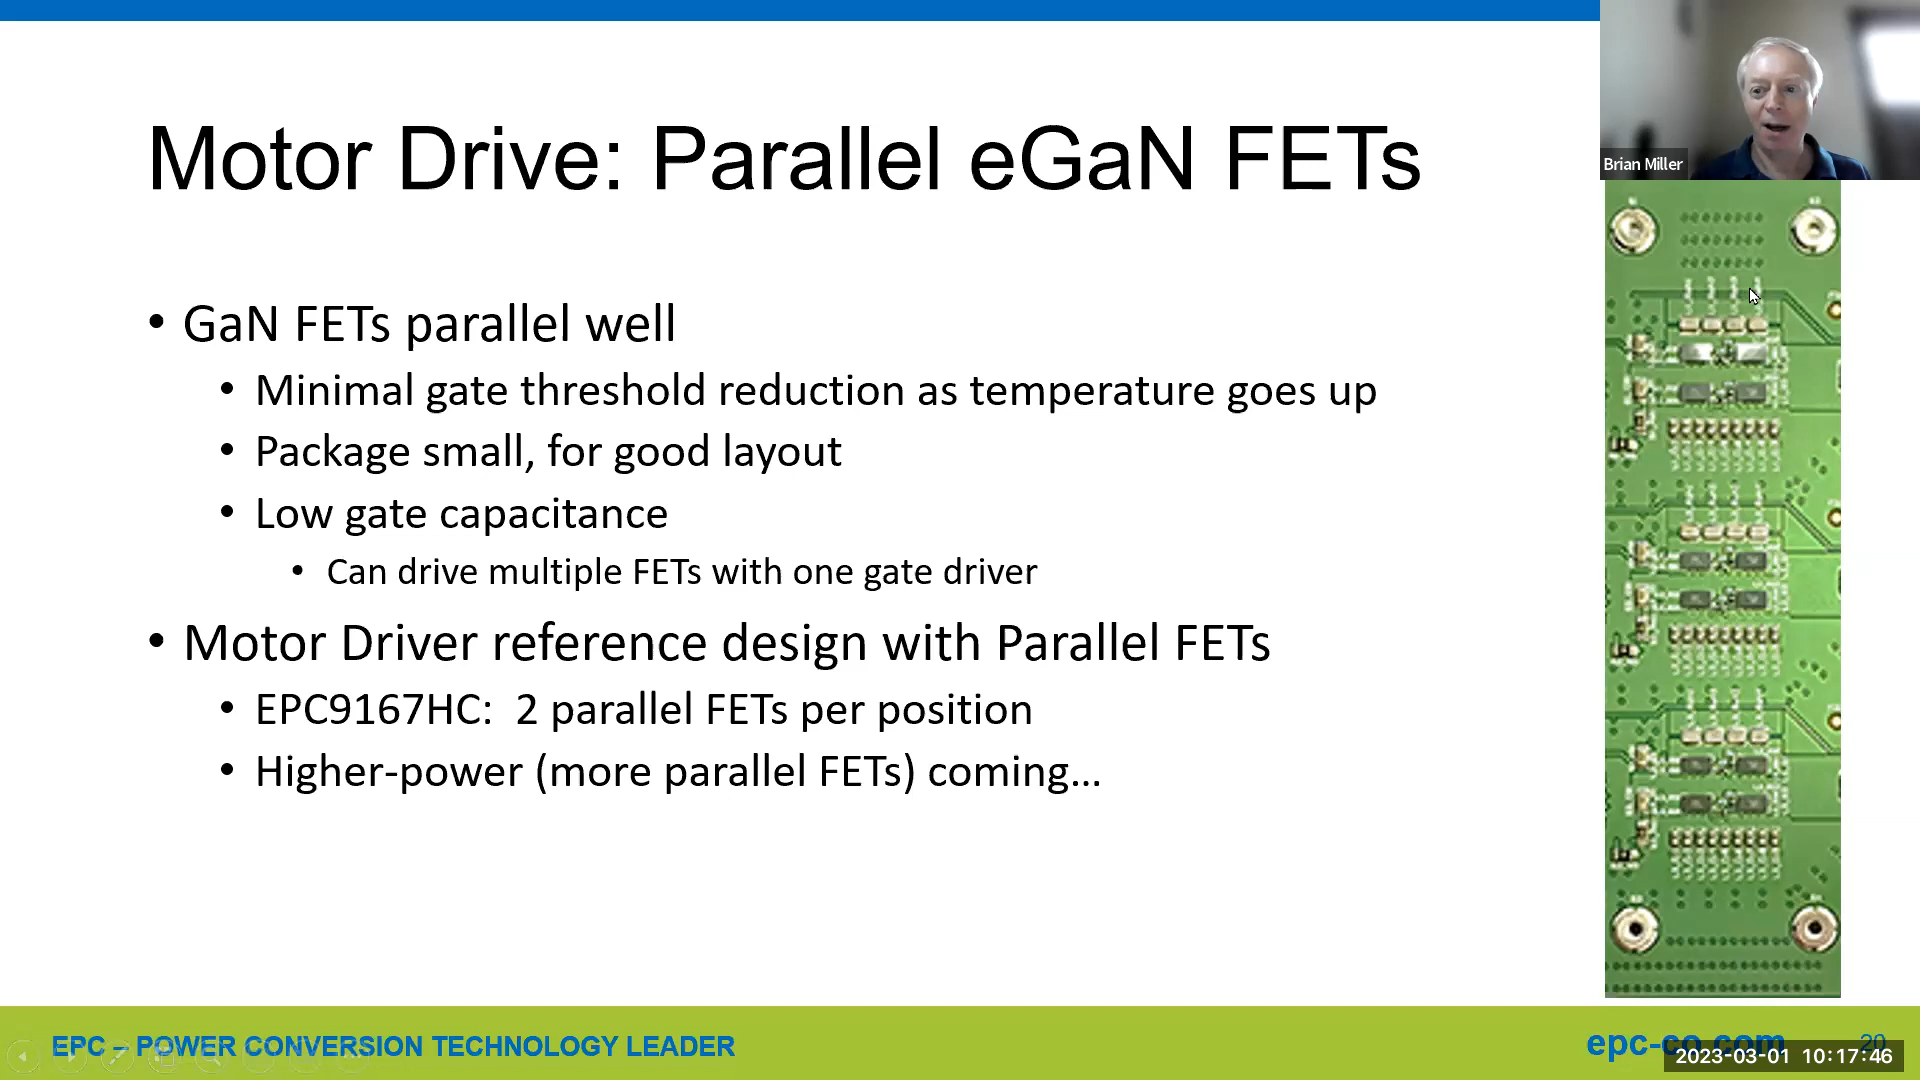 Motor Drive: Parallel eGaN FETs
Brian Miller
• GaN FETs parallel well
• Minimal gate threshold reduction as temperature goes up
• Package small, for good layout
• Low gate capacitance
• Can drive multiple FETs with one gate driver
• Motor Driver reference design with Parallel FETs
• EPC9167HC: 2 parallel FETs per position
• Higher-power (more parallel FETs) coming…
EPC – POWER CONVERSION TECHNOLOGY LEADER
epc-co.com
20
2023-03-01 10:17:46